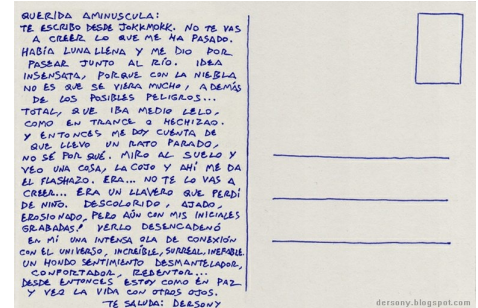 QUERIDA AMINUSCULA:
TE ESCRIBO DESDE JOKKMOKK. NO TE VAS
A CREER LO QUE ME HA PASADO.
HABÍA LUNA LLENA Y ME DIO POR
PASEAR JUNTO AL RÍO. IDEA
INSENSATA, PORQUE CON LA NIEBLA
NO ES QUE SE VIERA MUCHO, ADEMÁS
DE LOS POSIBLES PELIGROS...
TOTAL, QUE IBA MEDIO LELO,
COMO EN TRANCE O HECHIZAO.
Y ENTONCES ME DOY CUENTA DE
QUE LLEVO UN RATO PARADO,
NO SÉ POR QUÉ. MIRO AL SUELO Y
VEO UNA COSA, LA COJO Y AHÍ ME DA
EL FLASHAZO. ERA... NO TE LO VAS A
CREER... ERA UN LLAVERO QUE PERDÍ
DE NIÑO. DESCOLORIDO, AJADO,
EROSIONADO, PERO AÚN CON MIS INICIALES
GRABADAS! VERLO DESENCADENÓ
EN MÍ UNA INTENSA OLA DE CONEXIÓN
CON EL UNIVERSO, INCREÍBLE, SURREAL, INEFABLE.
UN HONDO SENTIMIENTO DESMANTELADOR,
CONFORTADOR, REDENTOR...
DESDE ENTONCES ESTOY COMO EN PAZ
Y VEO LA VIDA CON OTROS OJOS.
TE SALUDA: DERSONY
dersony.blogspot.com